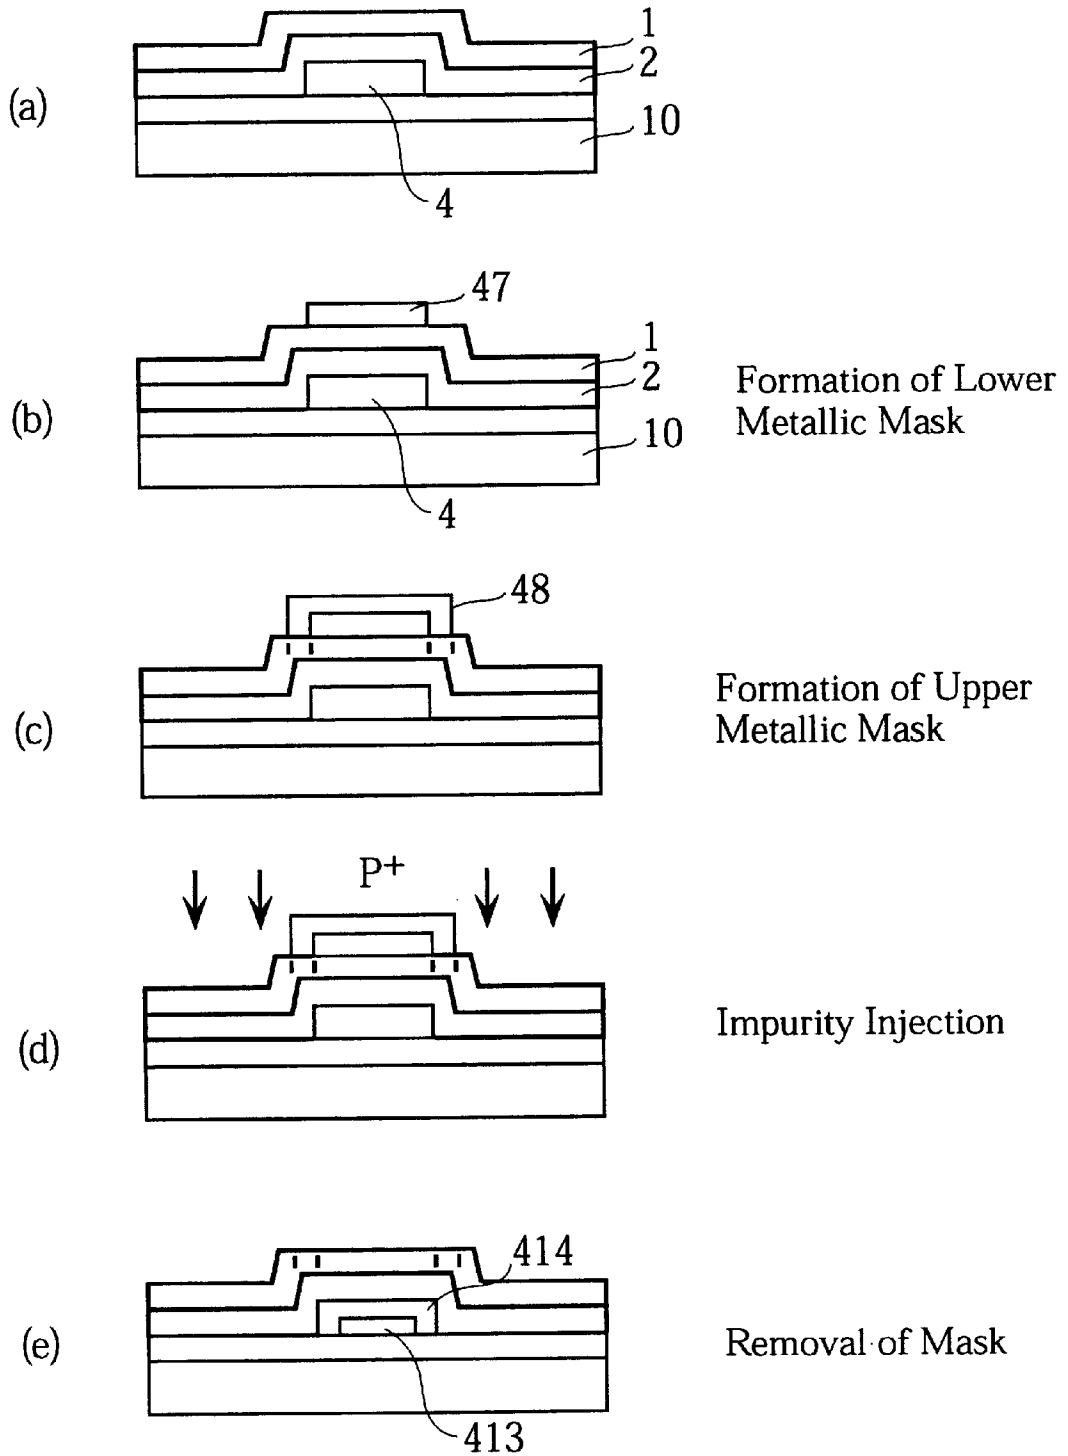 (a)
1
2
10
4
(b)
47
1
2
10
4
Formation of Lower
Metallic Mask
(c)
48
Formation of Upper
Metallic Mask
(d)
P+
Impurity Injection
(e)
414
413
Removal of Mask